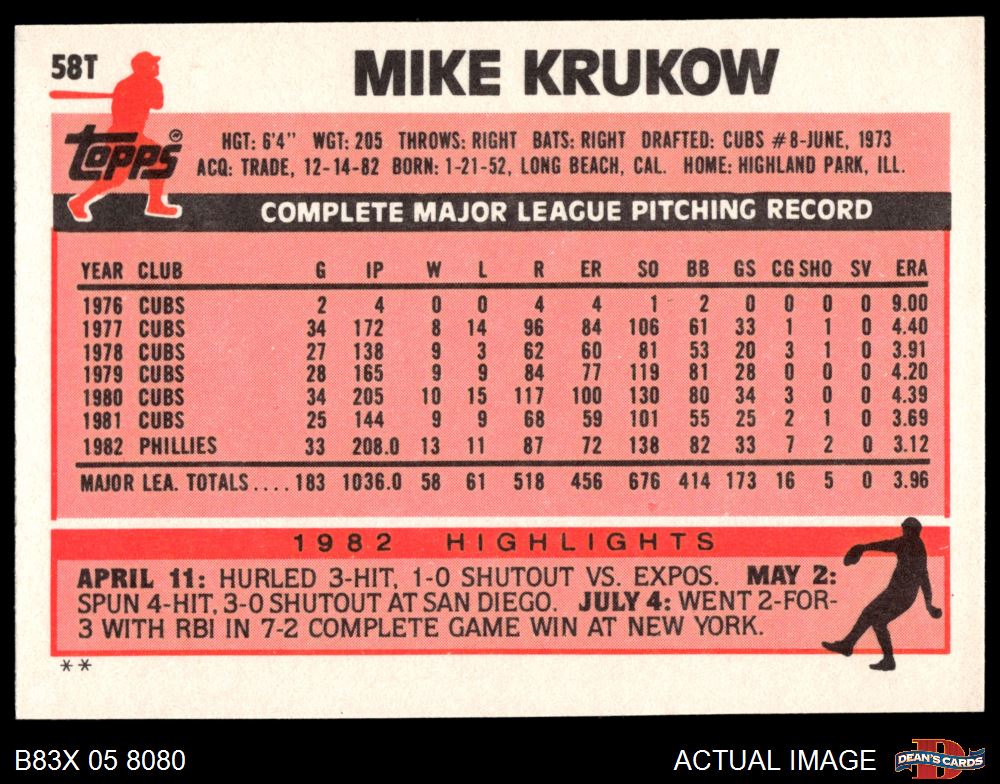 58T
MIKE KRUKOW
topps
HGT: 6'4" WGT: 205 THROWS: RIGHT BATS: RIGHT DRAFTED: CUBS #8-JUNE, 1973
ACQ: TRADE, 12-14-82 BORN: 1-21-52, LONG BEACH, CAL. HOME: HIGHLAND PARK, ILL.
COMPLETE MAJOR LEAGUE PITCHING RECORD
YEAR CLUB G IP W L R ER SO BB GS CG SHO SV ERA
1976 CUBS 2 4 0 0 4 4 1 2 0 0 0 0 9.00
1977 CUBS 34 172 8 14 96 84 106 61 33 1 1 0 4.40
1978 CUBS 27 138 9 3 62 60 81 53 20 3 1 0 3.91
1979 CUBS 28 165 9 9 84 77 119 81 28 0 0 0 4.20
1980 CUBS 34 205 10 15 117 100 130 80 34 3 0 0 4.39
1981 CUBS 25 144 9 9 68 59 101 55 25 2 1 0 3.69
1982 PHILLIES 33 208.0 13 11 87 72 138 82 33 7 2 0 3.12
MAJOR LEA. TOTALS....183 1036.0 58 61 518 456 676 414 173 16 5 0 3.96
1982 HIGHLIGHTS
APRIL 11: HURLED 3-HIT, 1-0 SHUTOUT VS. EXPOS. MAY 2:
SPUN 4-HIT, 3-0 SHUTOUT AT SAN DIEGO. JULY 4: WENT 2-FOR-
3 WITH RBI IN 7-2 COMPLETE GAME WIN AT NEW YORK.
**
B83X 05 8080
ACTUAL IMAGE
D
DEAN'S CARDS